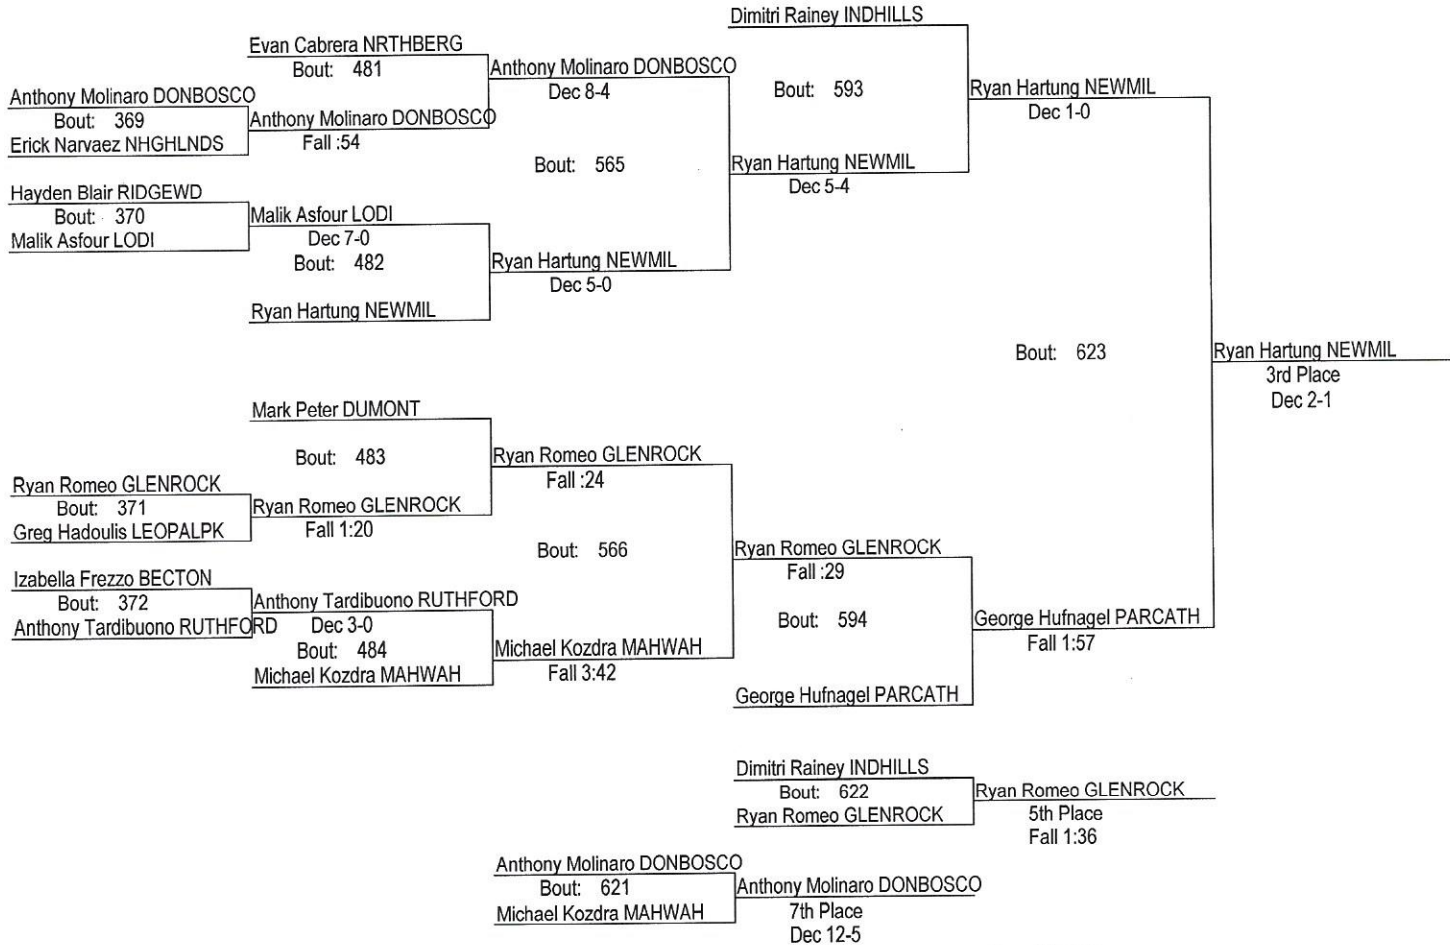 Dimitri Rainey INDHILLS
Evan Cabrera NRTHBERG
Bout: 481
Anthony Molinaro DONBOSCO
Dec 8-4
Bout: 593
Ryan Hartung NEWMIL
Dec 1-0
Anthony Molinaro DONBOSCO
Bout: 369
Erick Narvaez NHGHLNDS
Anthony Molinaro DONBOSCO
Fall :54
Bout: 565
Ryan Hartung NEWMIL
Dec 5-4
Hayden Blair RIDGEWD
Bout: 370
Malik Asfour LODI
Malik Asfour LODI
Dec 7-0
Bout: 482
Ryan Hartung NEWMIL
Dec 5-0
Ryan Hartung NEWMIL
Bout: 623
Ryan Hartung NEWMIL
3rd Place
Dec 2-1
Mark Peter DUMONT
Bout: 483
Ryan Romeo GLENROCK
Fall :24
Ryan Romeo GLENROCK
Bout: 371
Greg Hadoulis LEOPALPK
Ryan Romeo GLENROCK
Fall 1:20
Bout: 566
Ryan Romeo GLENROCK
Fall :29
Izabella Frezzo BECTON
Bout: 372
Anthony Tardibuono RUTHFORD
Anthony Tardibuono RUTHFORD
Dec 3-0
Bout: 484
Michael Kozdra MAHWAH
Michael Kozdra MAHWAH
Fall 3:42
Bout: 594
George Hufnagel PARCATH
Fall 1:57
George Hufnagel PARCATH
Dimitri Rainey INDHILLS
Bout: 622
Ryan Romeo GLENROCK
Ryan Romeo GLENROCK
5th Place
Fall 1:36
Anthony Molinaro DONBOSCO
Bout: 621
Michael Kozdra MAHWAH
Anthony Molinaro DONBOSCO
7th Place
Dec 12-5